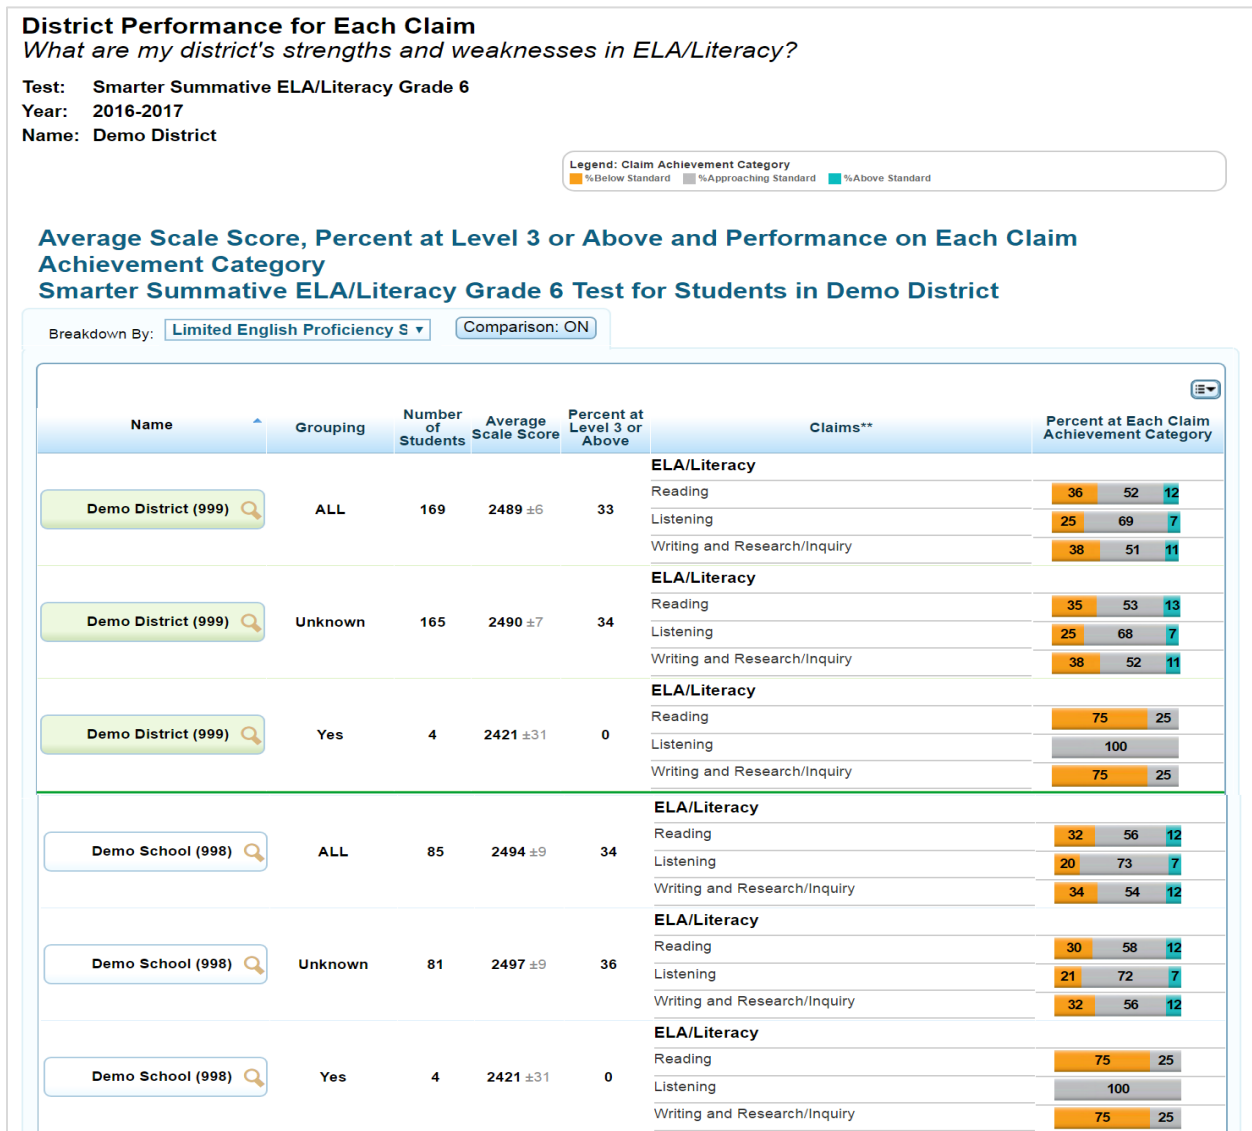 District Performance for Each Claim
What are my district's strengths and weaknesses in ELA/Literacy?
Test: Smarter Summative ELA/Literacy Grade 6
Year: 2016-2017
Name: Demo District
Legend: Claim Achievement Category
%Below Standard %Approaching Standard %Above Standard
Average Scale Score, Percent at Level 3 or Above and Performance on Each Claim
Achievement Category
Smarter Summative ELA/Literacy Grade 6 Test for Students in Demo District
Breakdown By: Limited English Proficiency S Comparison: ON
Name Grouping Number of Students Average Scale Score Percent at Level 3 or Above Claims** Percent at Each Claim Achievement Category
ELA/Literacy
Reading 36 52 12
Demo District (999) ALL 169 2489 ±6 33
Listening 25 69 7
Writing and Research/Inquiry 38 51 11
ELA/Literacy
Reading 35 53 13
Demo District (999) Unknown 165 2490 ±7 34
Listening 25 68 7
Writing and Research/Inquiry 38 52 11
ELA/Literacy
Reading 75 25
Demo District (999) Yes 4 2421 ±31 0
Listening 100
Writing and Research/Inquiry 75 25
ELA/Literacy
Reading 32 56 12
Demo School (998) ALL 85 2494 ±9 34
Listening 20 73 7
Writing and Research/Inquiry 34 54 12
ELA/Literacy
Reading 30 58 12
Demo School (998) Unknown 81 2497 ±9 36
Listening 21 72 7
Writing and Research/Inquiry 32 56 12
ELA/Literacy
Reading 75 25
Demo School (998) Yes 4 2421 ±31 0
Listening 100
Writing and Research/Inquiry 75 25